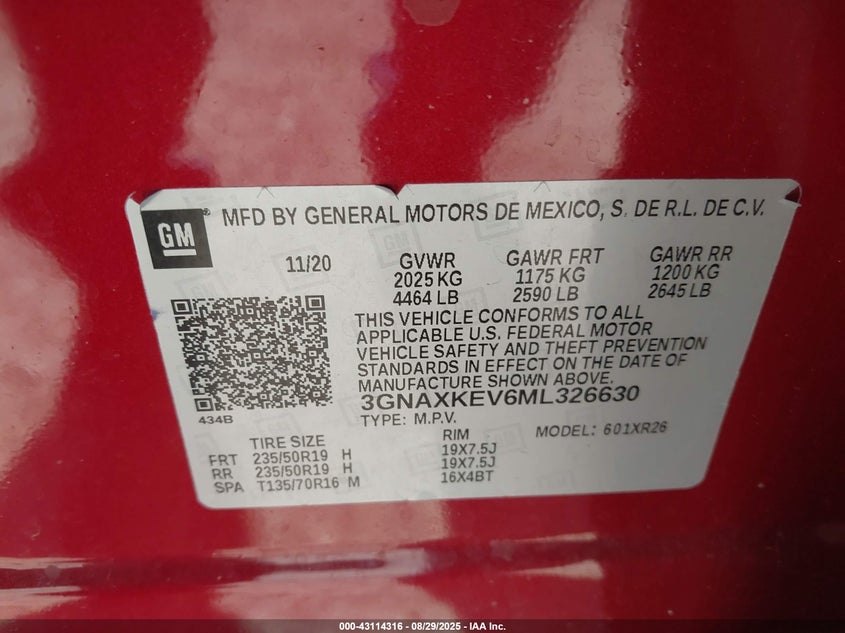 GM ® MFD BY GENERAL MOTORS DE MEXICO, S. DE R.L. DE C.V.
11/20 GVWR GAWR FRT GAWR RR
2025 KG 1175 KG 1200 KG
4464 LB 2590 LB 2645 LB
THIS VEHICLE CONFORMS TO ALL
APPLICABLE U.S. FEDERAL MOTOR
VEHICLE SAFETY AND THEFT PREVENTION
STANDARDS IN EFFECT ON THE DATE OF
MANUFACTURE SHOWN ABOVE.
434B
3GNAXKEV6ML326630
TYPE: M.P.V. MODEL: 601XR26
TIRE SIZE RIM
FRT 235/50R19 H 19X7.5J
RR 235/50R19 H 19X7.5J
SPA T135/70R16 M 16X4BT
000-43114316 - 08/29/2025 - IAA Inc.